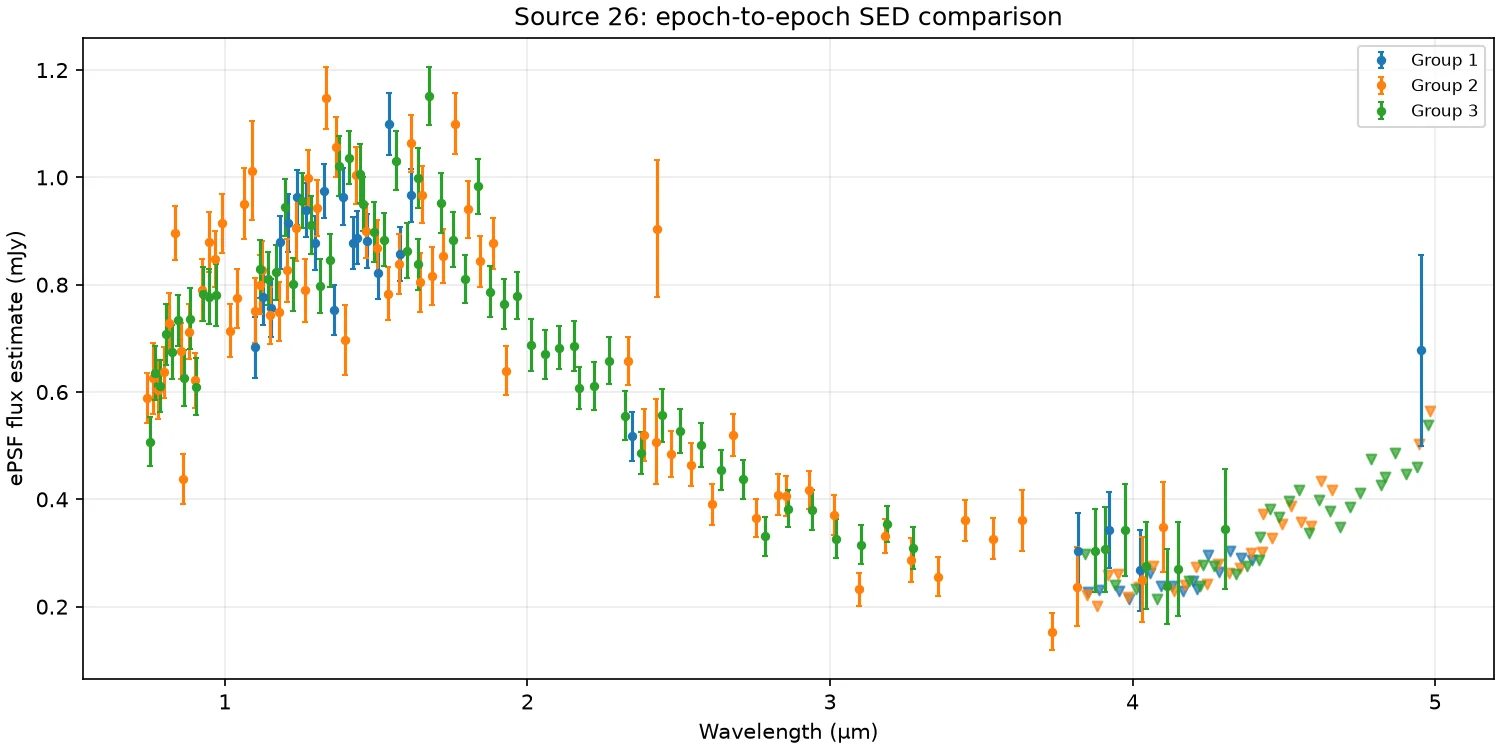 Source 26: epoch-to-epoch SED comparison
ePSF flux estimate (mJy)
1.2
1.0
0.8
0.6
0.4
0.2
Group 1
Group 2
Group 3
1 2 3 4 5
Wavelength (μm)